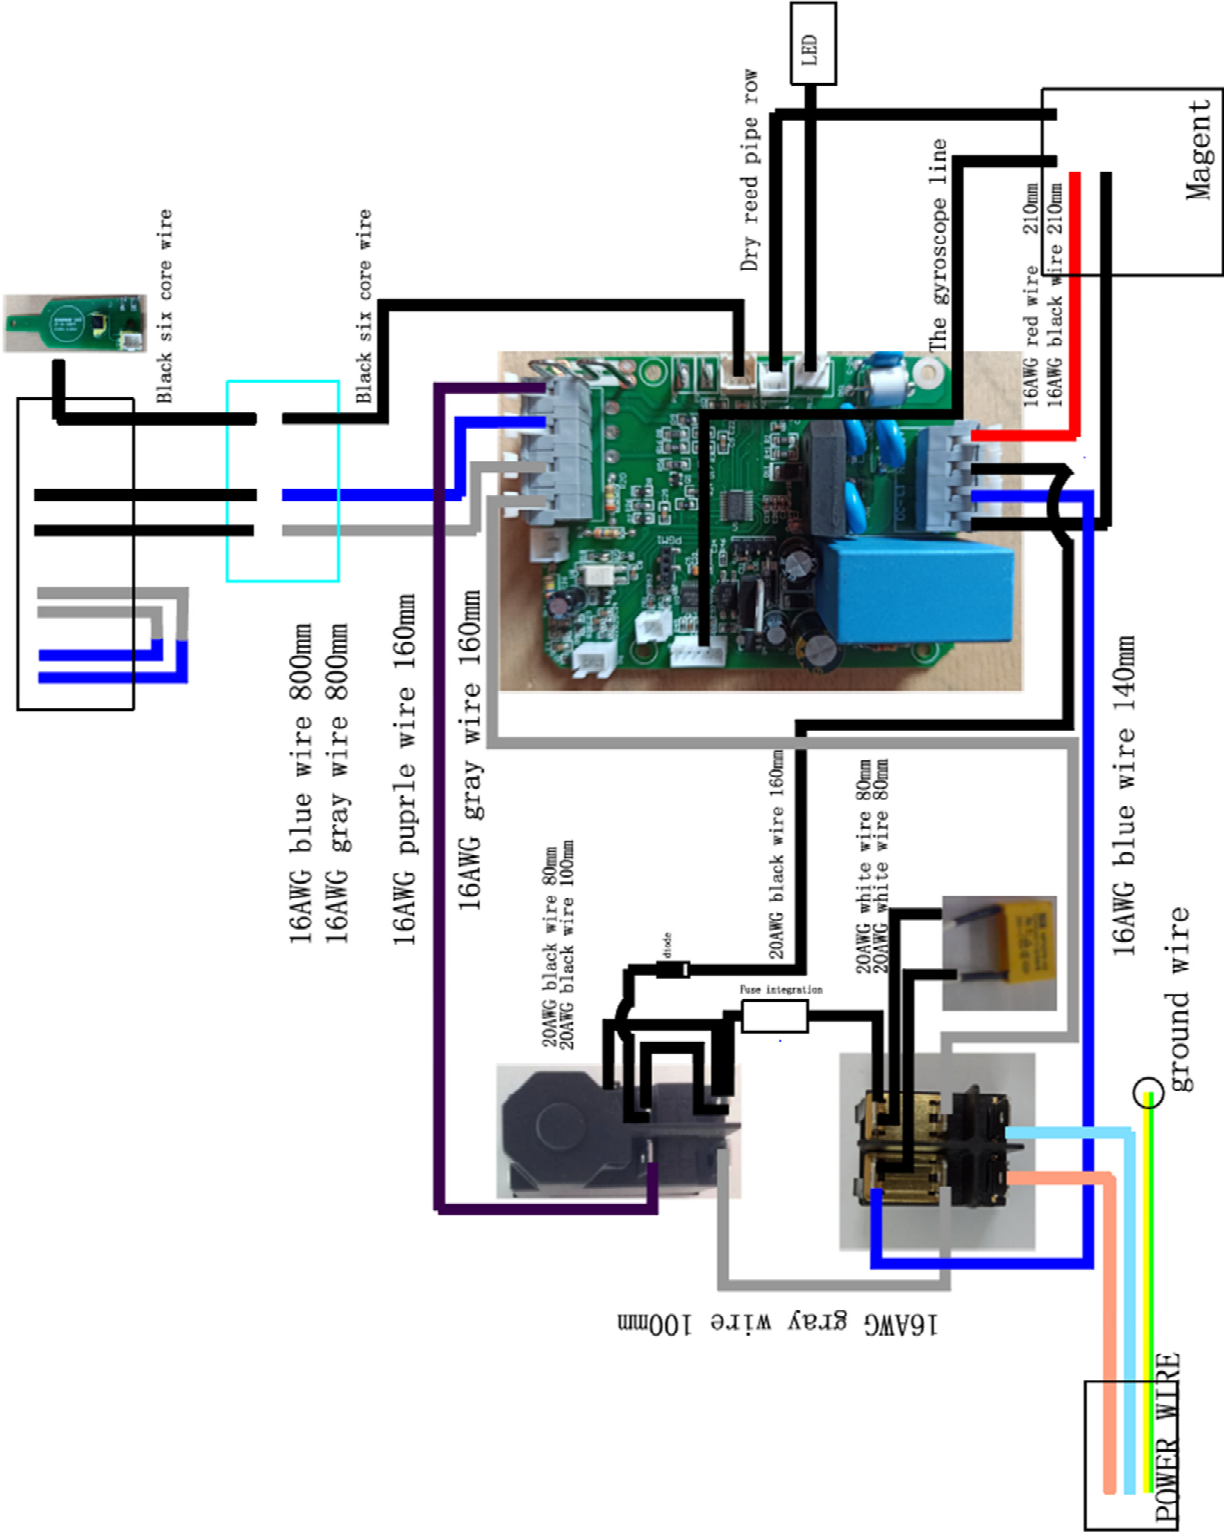 LED
Dry reed pipe row
Magent
The gyroscope line
16AWG red wire 210mm
16AWG black wire 210mm
Black six core wire
Black six core wire
PGM1
16AWG blue wire 800mm
16AWG gray wire 800mm
16AWG puprle wire 160mm
16AWG gray wire 160mm
20AWG black wire 80mm
20AWG black wire 100mm
diode
20AWG black wire 160mm
Fuse integration
20AWG white wire 80mm
20AWG white wire 80mm
16AWG blue wire 140mm
ground wire
16AWG gray wire 100mm
POWER WIRE